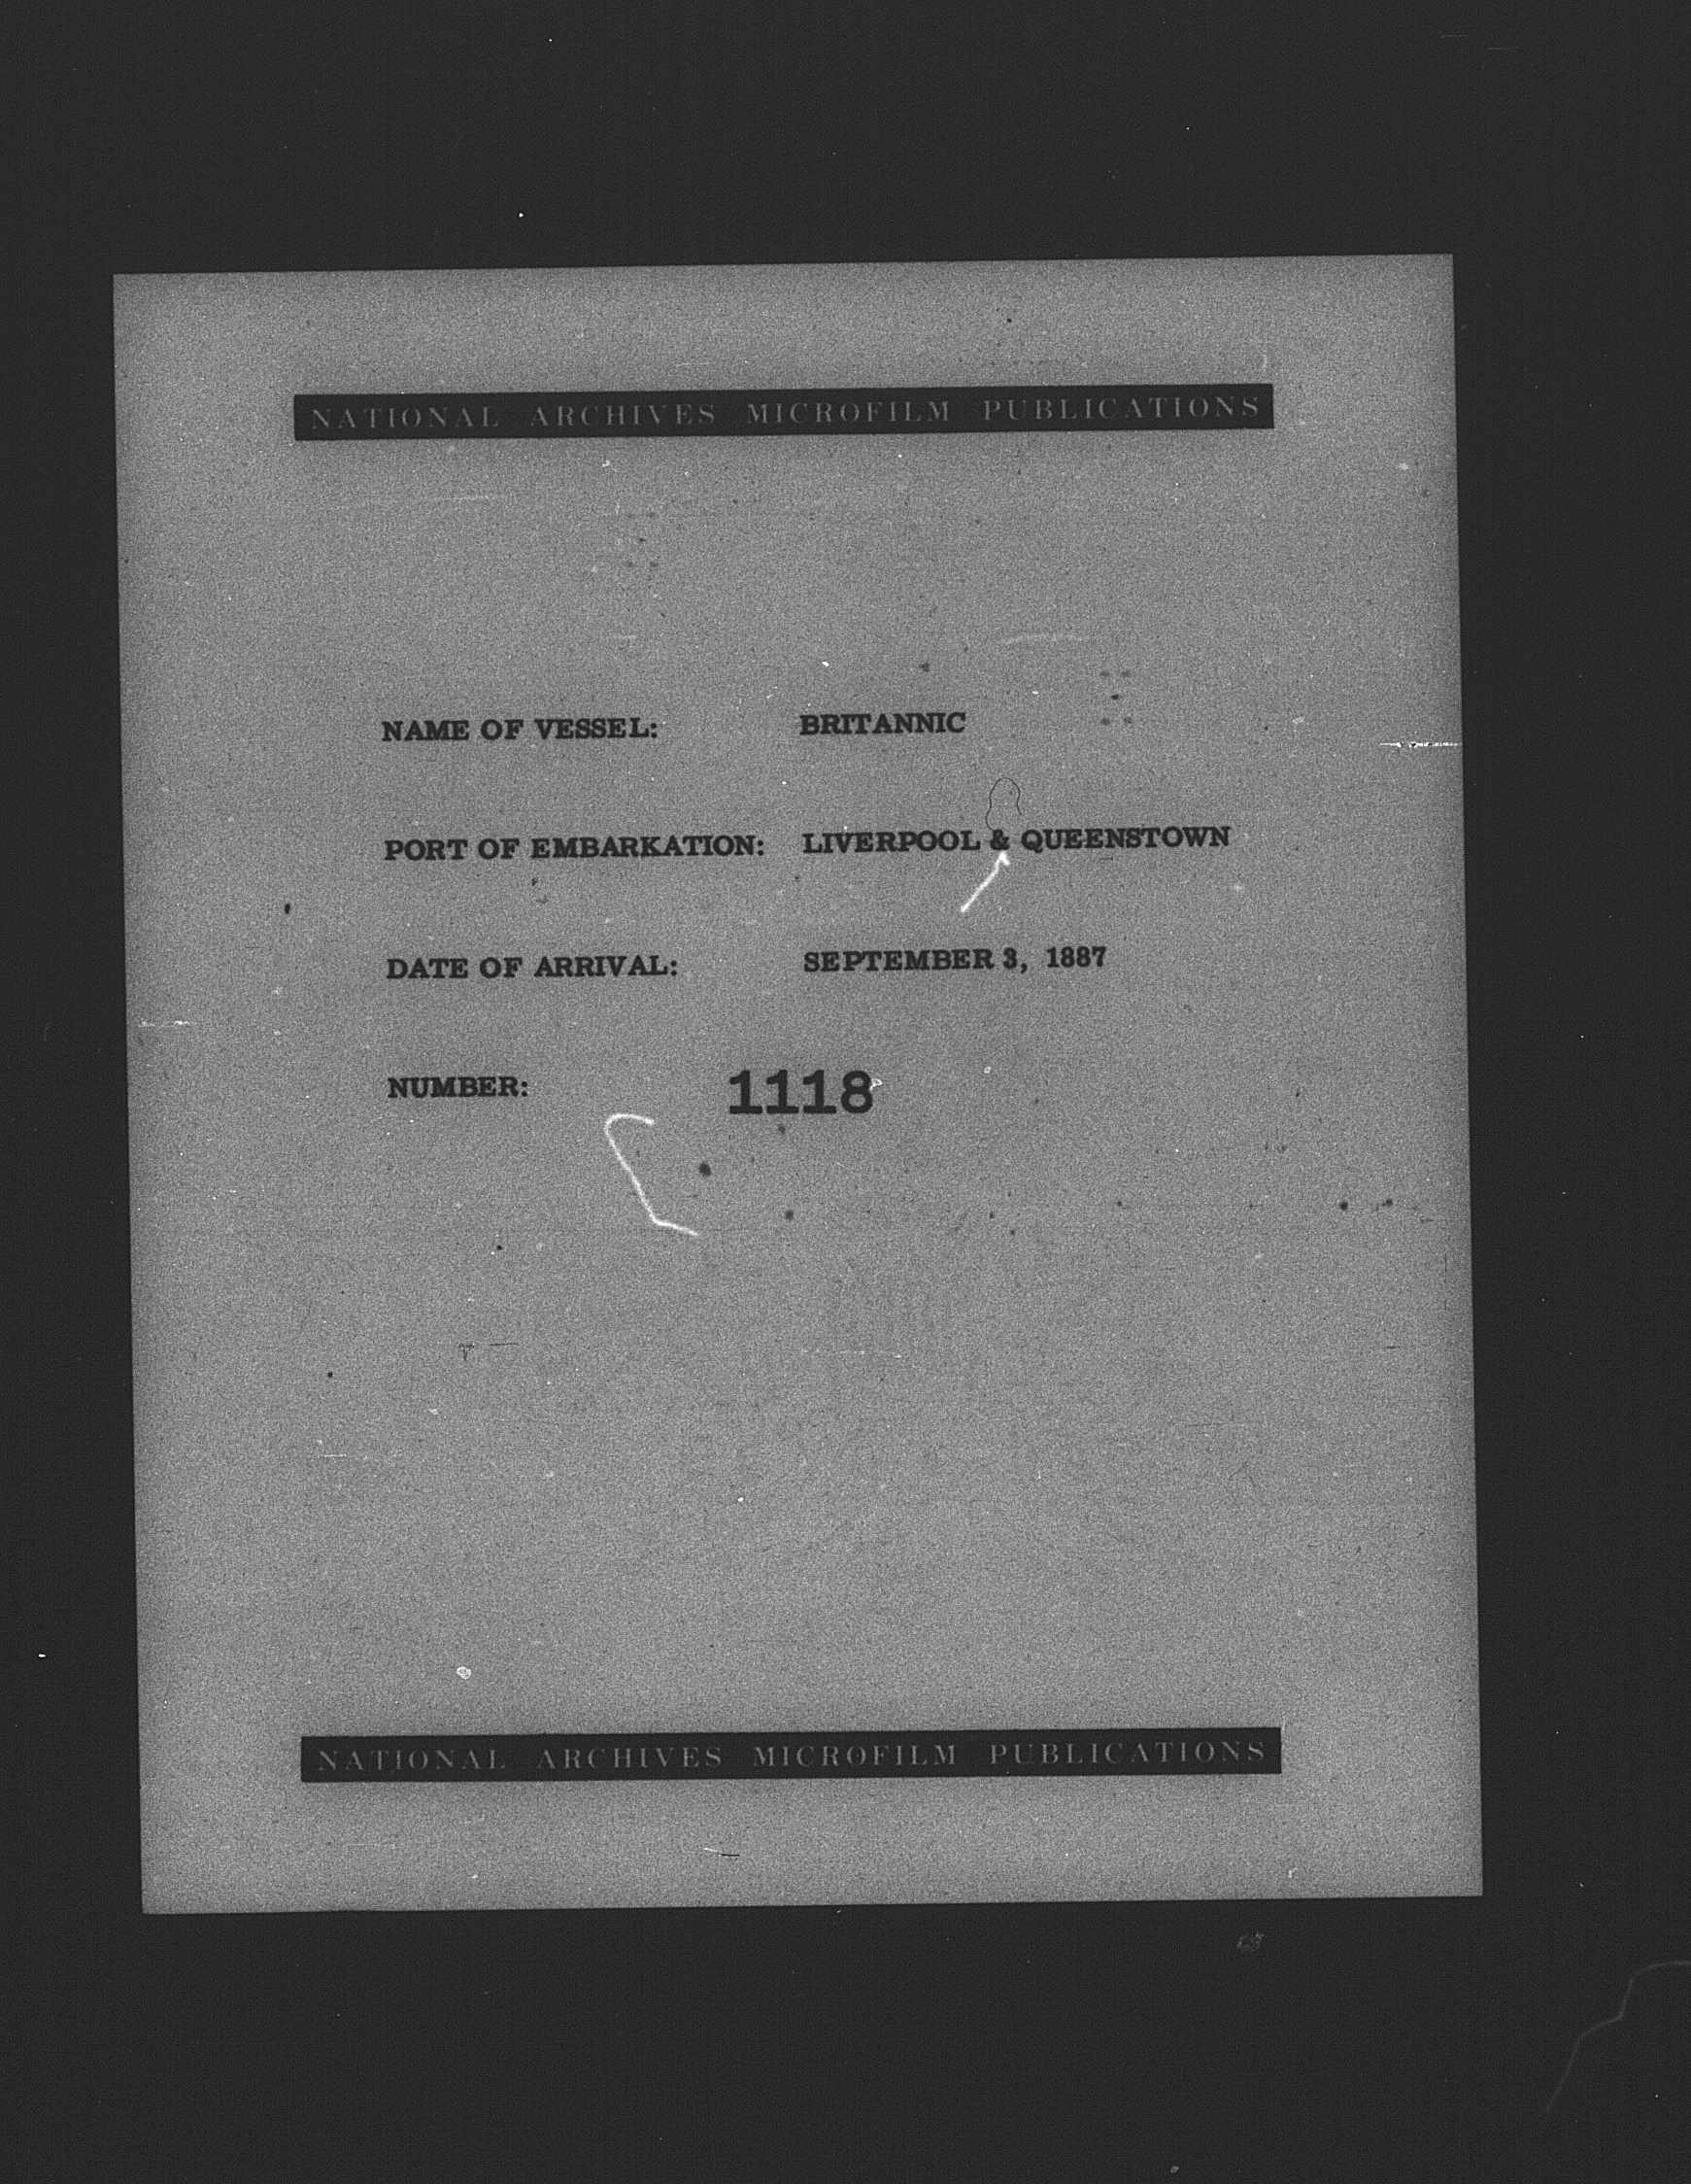 NATIONAL ARCHIVES MICROFILM PUBLICATIONS
NAME OF VESSEL: BRITANNIC
PORT OF EMBARKATION: LIVERPOOL & QUEENSTOWN
DATE OF ARRIVAL: SEPTEMBER 3, 1887
NUMBER: 1118
NATIONAL ARCHIVES MICROFILM PUBLICATIONS